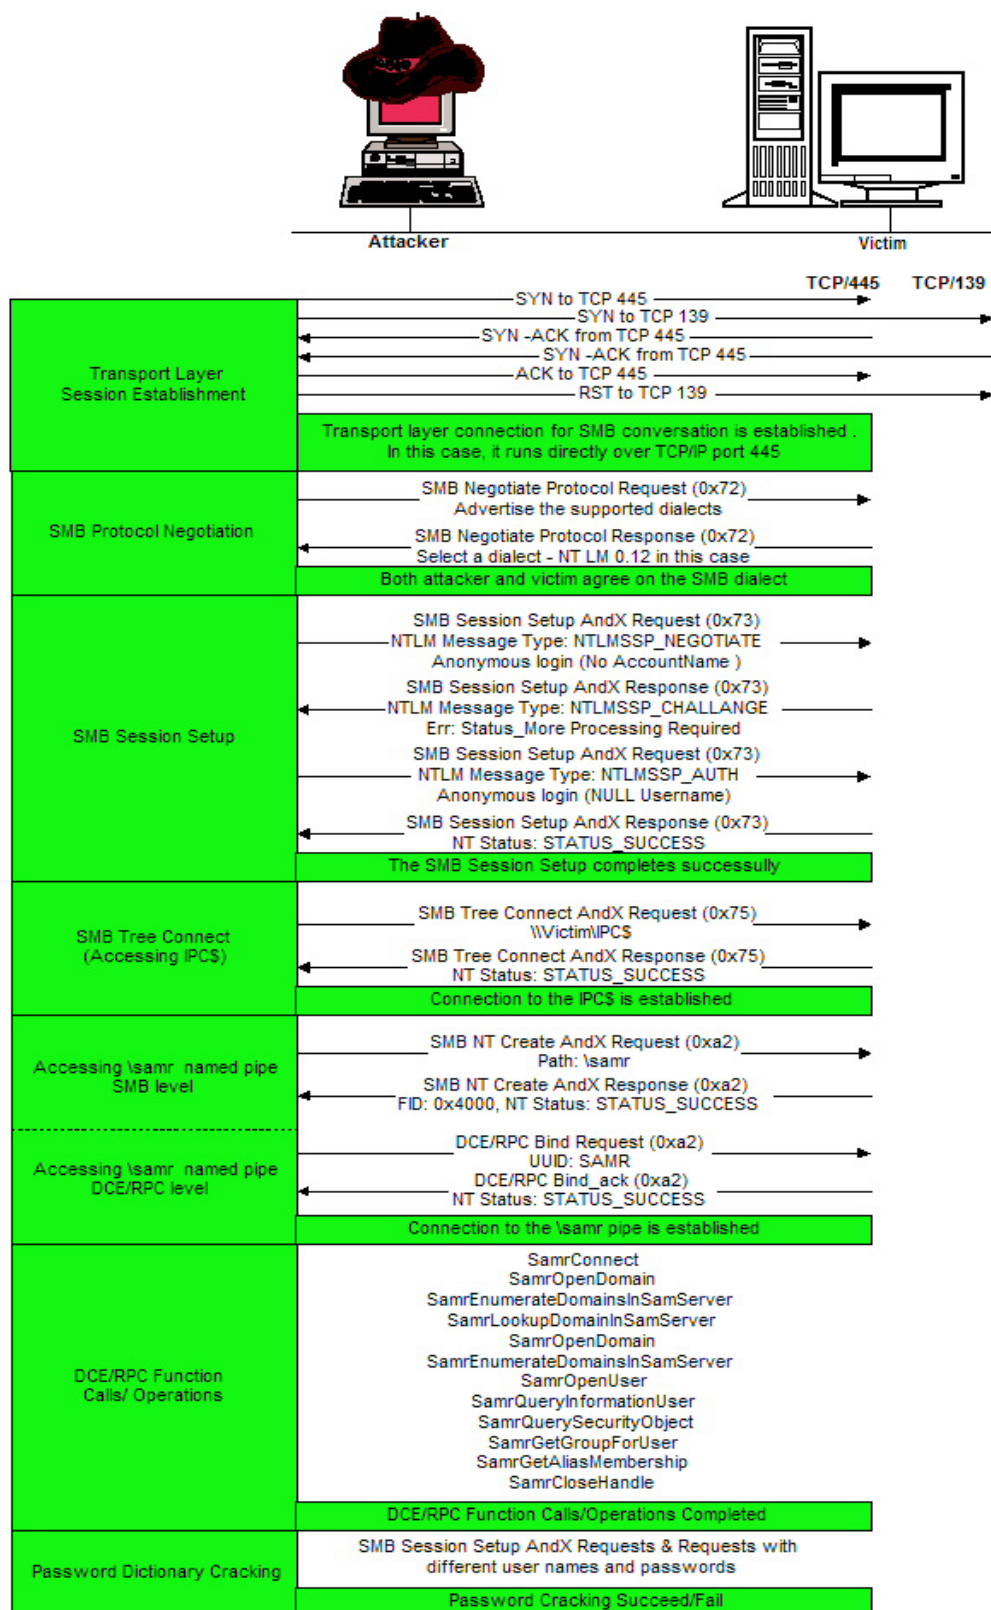 Attacker
Victim
TCP/445 TCP/139
Transport Layer
Session Establishment
SYN to TCP 445
SYN to TCP 139
SYN -ACK from TCP 445
SYN -ACK from TCP 445
ACK to TCP 445
RST to TCP 139
Transport layer connection for SMB conversation is established .
In this case, it runs directly over TCP/IP port 445
SMB Protocol Negotiation
SMB Negotiate Protocol Request (0x72)
Advertise the supported dialects
SMB Negotiate Protocol Response (0x72)
Select a dialect - NT LM 0.12 in this case
Both attacker and victim agree on the SMB dialect
SMB Session Setup
SMB Session Setup AndX Request (0x73)
NTLM Message Type: NTLMSSP_NEGOTIATE
Anonymous login (No AccountName )
SMB Session Setup AndX Response (0x73)
NTLM Message Type: NTLMSSP_CHALLANGE
Err: Status_More Processing Required
SMB Session Setup AndX Request (0x73)
NTLM Message Type: NTLMSSP_AUTH
Anonymous login (NULL Username)
SMB Session Setup AndX Response (0x73)
NT Status: STATUS_SUCCESS
The SMB Session Setup completes successully
SMB Tree Connect
(Accessing IPC$)
SMB Tree Connect AndX Request (0x75)
\\Victim\IPC$
SMB Tree Connect AndX Response (0x75)
NT Status: STATUS_SUCCESS
Connection to the IPC$ is established
Accessing \samr named pipe
SMB level
SMB NT Create AndX Request (0xa2)
Path: \samr
SMB NT Create AndX Response (0xa2)
FID: 0x4000, NT Status: STATUS_SUCCESS
Accessing \samr named pipe
DCE/RPC level
DCE/RPC Bind Request (0xa2)
UUID: SAMR
DCE/RPC Bind_ack (0xa2)
NT Status: STATUS_SUCCESS
Connection to the \samr pipe is established
DCE/RPC Function
Calls/ Operations
SamrConnect
SamrOpenDomain
SamrEnumerateDomainsInSamServer
SamrLookupDomainInSamServer
SamrOpenDomain
SamrEnumerateDomainsInSamServer
SamrOpenUser
SamrQueryInformationUser
SamrQuerySecurityObject
SamrGetGroupForUser
SamrGetAliasMembership
SamrCloseHandle
DCE/RPC Function Calls/Operations Completed
Password Dictionary Cracking
SMB Session Setup AndX Requests & Requests with
different user names and passwords
Password Cracking Succeed/Fail